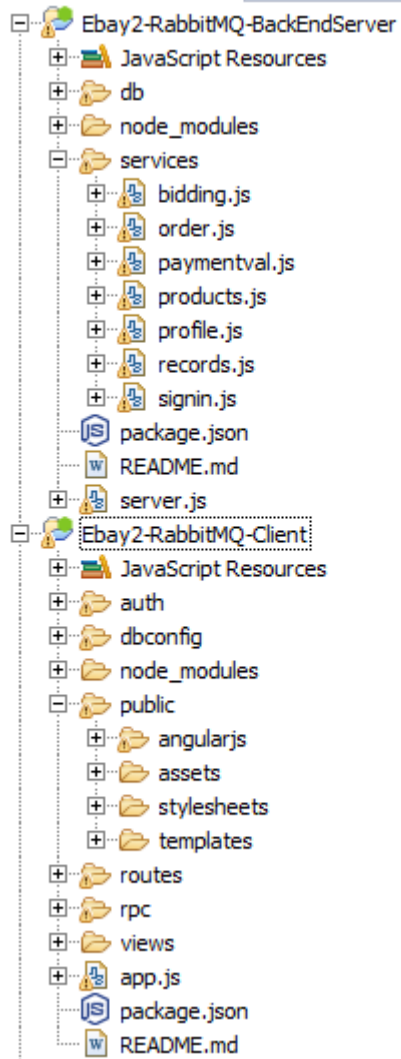 Ebay2-RabbitMQ-BackEndServer
JavaScript Resources
db
node_modules
services
bidding.js
order.js
paymentval.js
products.js
profile.js
records.js
signin.js
package.json
README.md
server.js
Ebay2-RabbitMQ-Client
JavaScript Resources
auth
dbconfig
node_modules
public
angularjs
assets
stylesheets
templates
routes
rpc
views
app.js
package.json
README.md